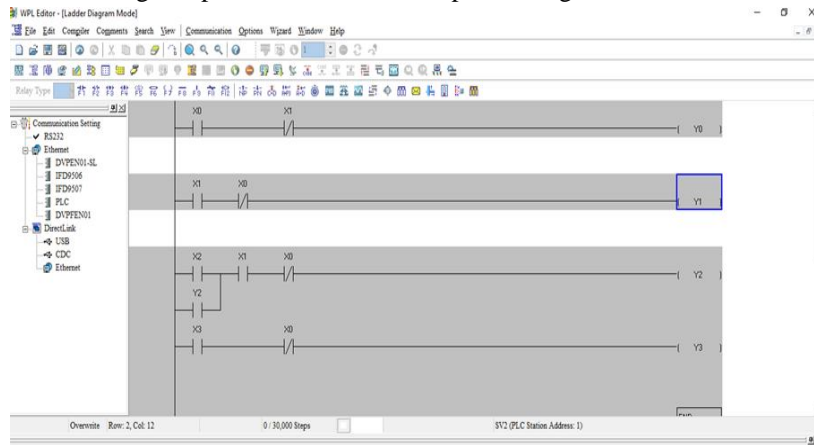 WPL Editor - [Ladder Diagram Mode]
File Edit Compiler Comments Search View Communication Options Wizard Window Help
Relay Type
Communication Setting
RS232
Ethernet
DVPEN01-SL
IFD9506
IFD9507
PLC
DVPFEN01
DirectLink
USB
CDC
Ethernet
X0 X1
Y0
X1 X0
Y1
X2 X1 X0
Y2
Y2
X3 X0
Y3
END
Overwrite Row: 2, Col: 12 0 / 30,000 Steps SV2 (PLC Station Address: 1)